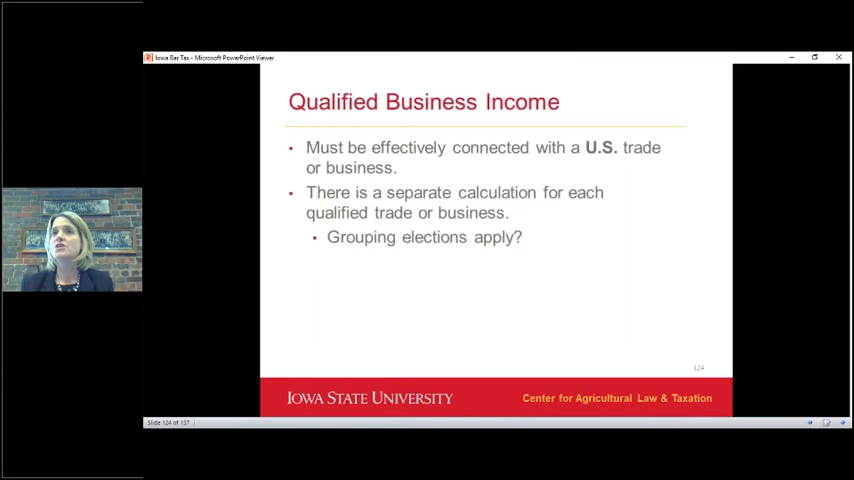 Iowa Bar Tax - Microsoft PowerPoint Viewer
Qualified Business Income
• Must be effectively connected with a U.S. trade
or business.
• There is a separate calculation for each
qualified trade or business.
• Grouping elections apply?
124
IOWA STATE UNIVERSITY
Center for Agricultural Law & Taxation
Slide 124 of 157